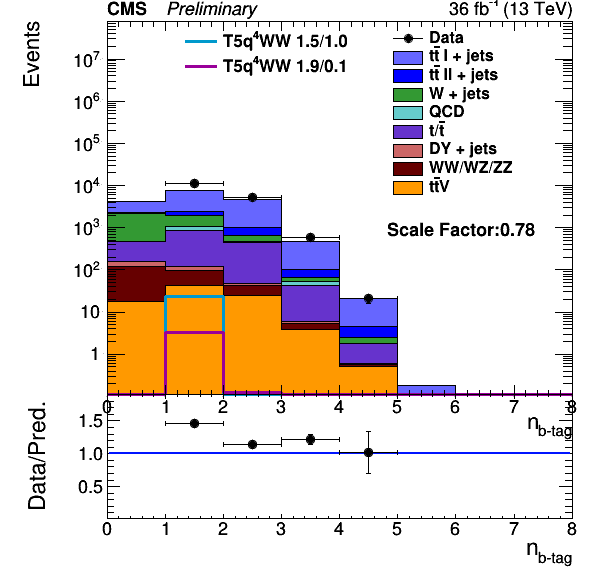 CMS Preliminary 36 fb⁻¹ (13 TeV)
Events
10⁷
10⁶
10⁵
10⁴
10³
10²
10
1
T5q⁴WW 1.5/1.0
T5q⁴WW 1.9/0.1
Data
tt̄ l + jets
tt̄ ll + jets
W + jets
QCD
t/t̄
DY + jets
WW/WZ/ZZ
tt̄V
Scale Factor:0.78
0 1 2 3 4 5 6 7 8
n_b-tag
Data/Pred.
1.5
1.0
0.5
0 1 2 3 4 5 6 7 8
n_b-tag